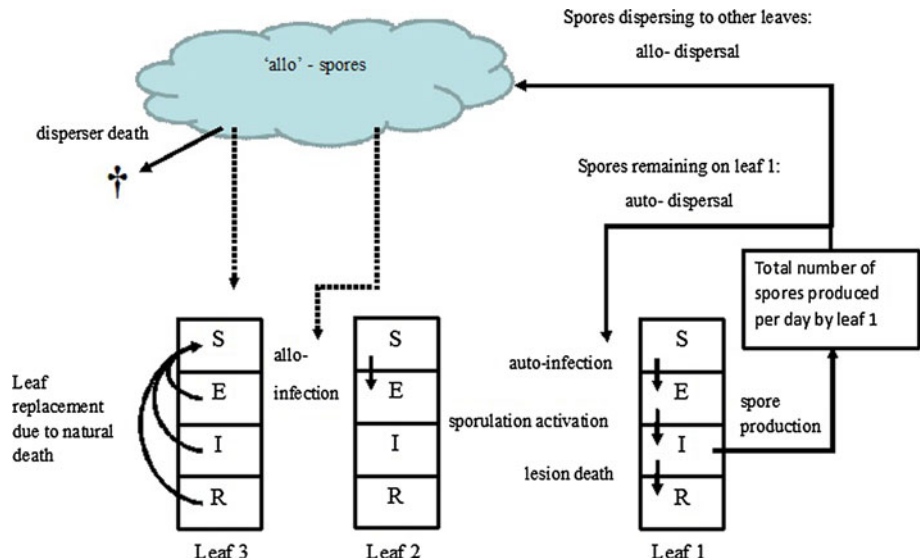 Spores dispersing to other leaves:
allo- dispersal
'allo' - spores
disperser death
†
Spores remaining on leaf 1:
auto- dispersal
Total number of
spores produced
per day by leaf 1
Leaf
replacement
due to natural
death
S
E
I
R
Leaf 3
allo-
infection
S
E
I
R
Leaf 2
auto-infection
sporulation activation
lesion death
S
E
I
R
Leaf 1
spore
production